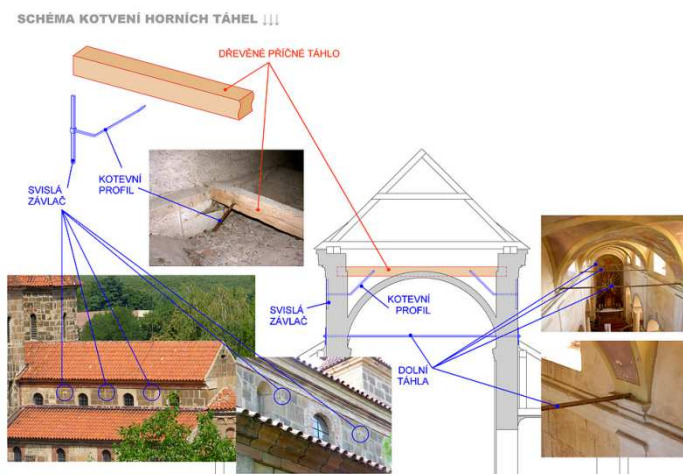 SCHÉMA KOTVENÍ HORNÍCH TÁHEL ↓↓↓
DŘEVĚNÉ PŘÍČNÉ TÁHLO
SVISLÁ
ZÁVLAČ
KOTEVNÍ
PROFIL
SVISLÁ
ZÁVLAČ
KOTEVNÍ
PROFIL
DOLNÍ
TÁHLA